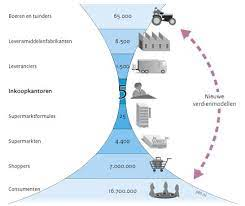 Boeren en tuinders 65.000
Leveramiddelenfabrikanten 6.500
Leveranciers 1.500
Inkoopkantoren 5
Supermarktformules 25
Supermarkten 4.400
Shoppers 7.000.000
Consumenten 16.700.000
Nieuwe
verdienmodellen